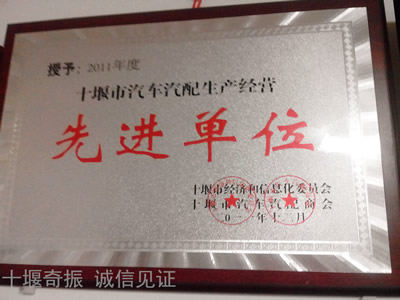 授予：2011年度
十堰市汽车汽配生产经营
先进单位
十堰市经济和信息化委员会
十堰市汽车汽配商会
二〇一一年十二月
十堰奇振 诚信见证